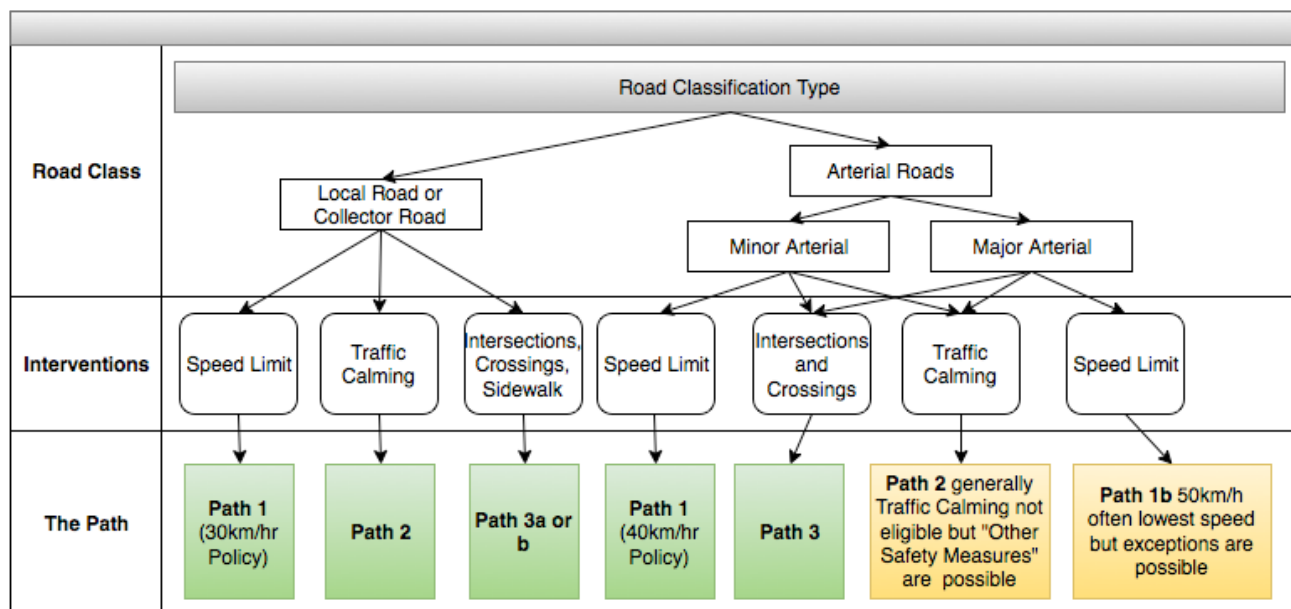 Road Classification Type
Road Class
Arterial Roads
Local Road or
Collector Road
Minor Arterial
Major Arterial
Interventions
Speed Limit
Traffic
Calming
Intersections,
Crossings,
Sidewalk
Speed Limit
Intersections
and
Crossings
Traffic
Calming
Speed Limit
The Path
Path 1
(30km/hr
Policy)
Path 2
Path 3a or
b
Path 1
(40km/hr
Policy)
Path 3
Path 2 generally
Traffic Calming not
eligible but "Other
Safety Measures"
are possible
Path 1b 50km/h
often lowest speed
but exceptions are
possible